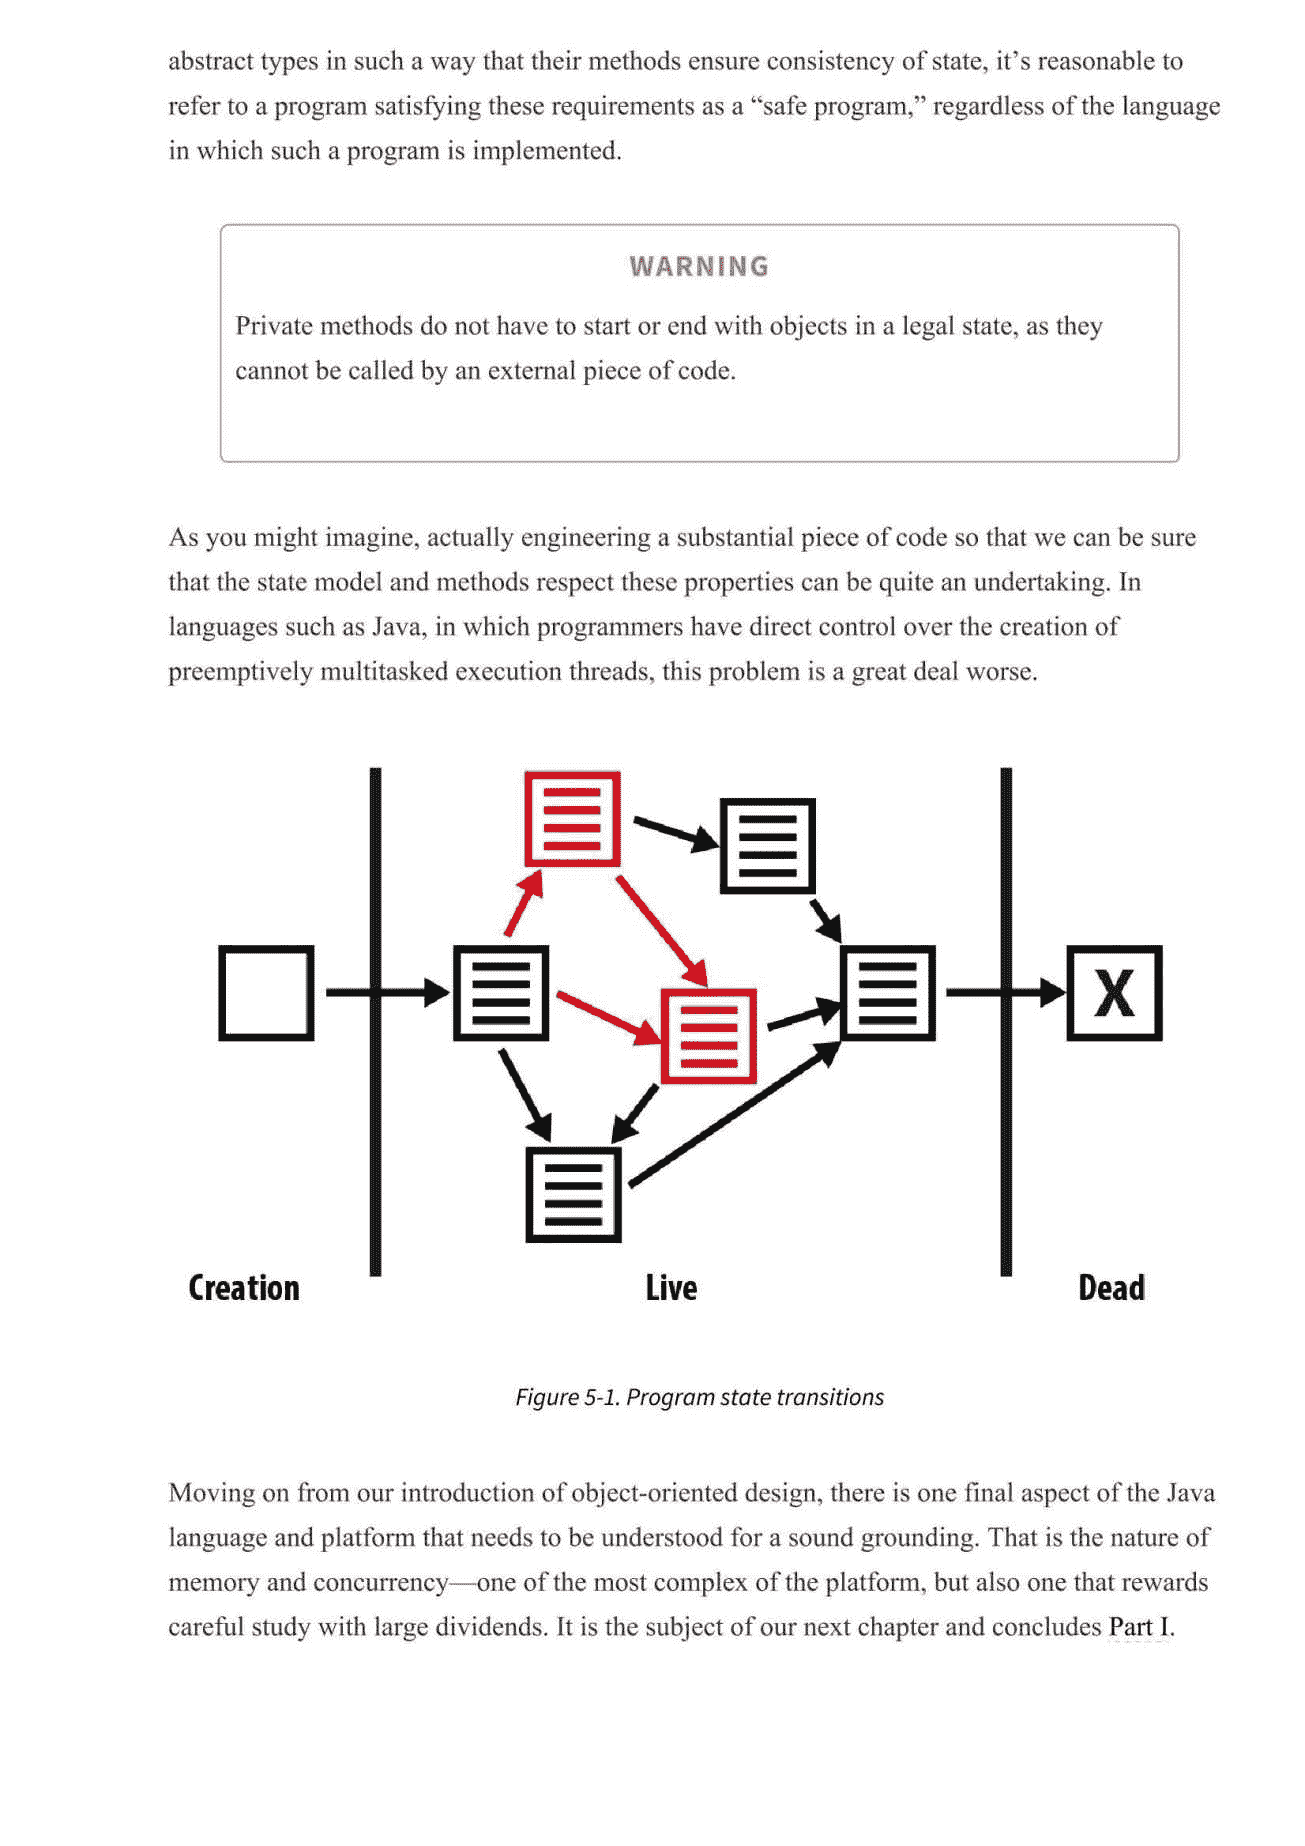 abstract types in such a way that their methods ensure consistency of state, it’s reasonable to
refer to a program satisfying these requirements as a “safe program,” regardless of the language
in which such a program is implemented.
WARNING
Private methods do not have to start or end with objects in a legal state, as they
cannot be called by an external piece of code.
As you might imagine, actually engineering a substantial piece of code so that we can be sure
that the state model and methods respect these properties can be quite an undertaking. In
languages such as Java, in which programmers have direct control over the creation of
preemptively multitasked execution threads, this problem is a great deal worse.
X
Creation
Live
Dead
Figure 5-1. Program state transitions
Moving on from our introduction of object-oriented design, there is one final aspect of the Java
language and platform that needs to be understood for a sound grounding. That is the nature of
memory and concurrency—one of the most complex of the platform, but also one that rewards
careful study with large dividends. It is the subject of our next chapter and concludes Part I.